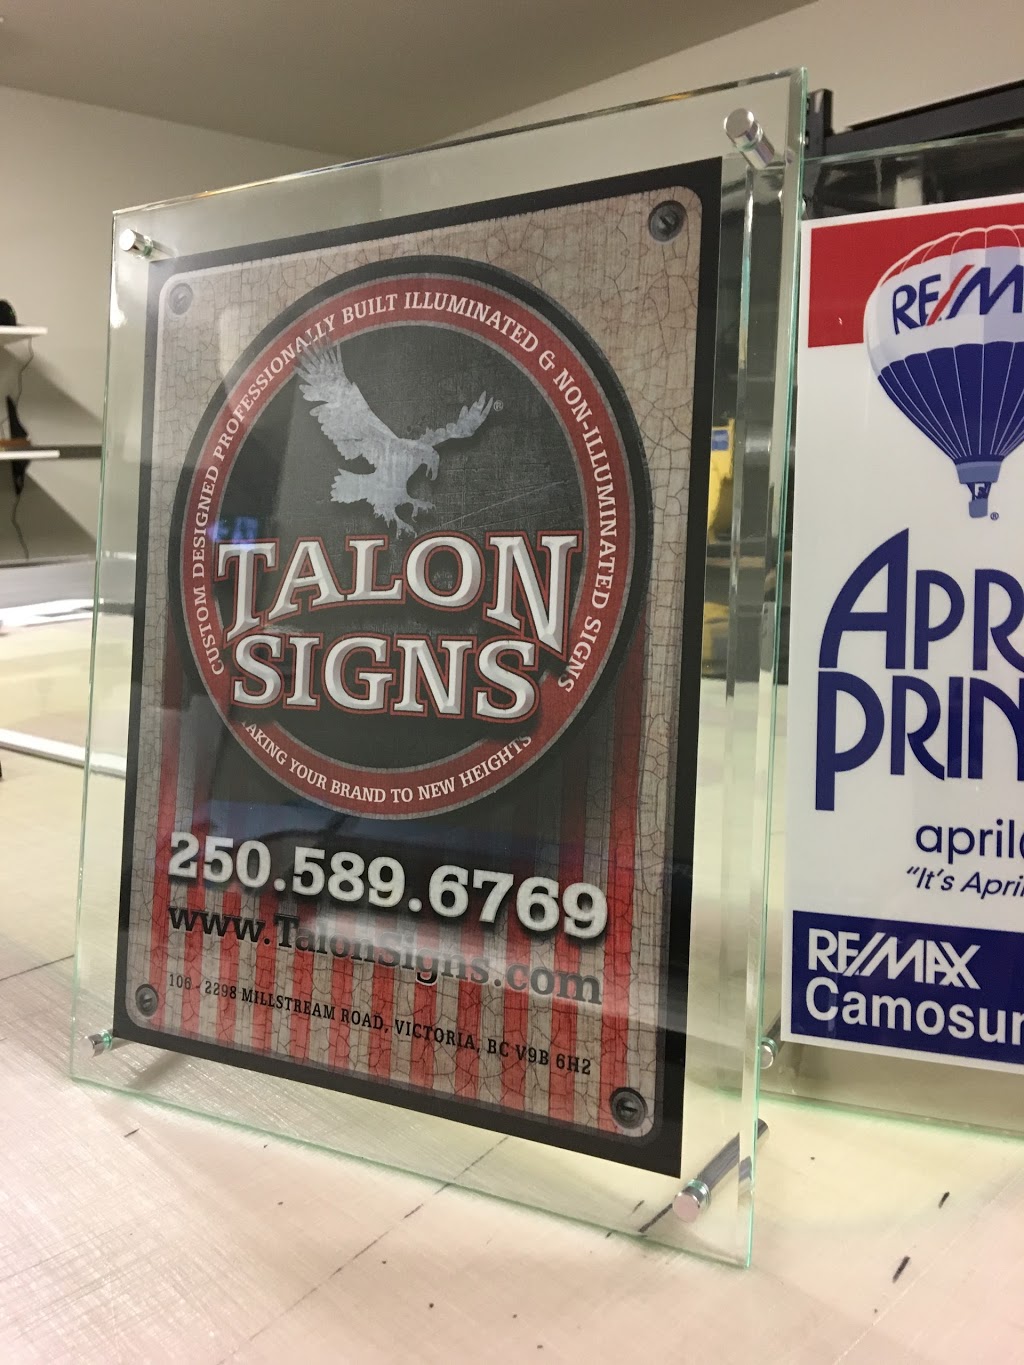 CUSTOM DESIGNED PROFESSIONALLY BUILT ILLUMINATED & NON-ILLUMINATED SIGNS
®
TALON
SIGNS
TAKING YOUR BRAND TO NEW HEIGHTS
250.589.6769
www.TalonSigns.com
106 - 2298 MILLSTREAM ROAD, VICTORIA, BC V9B 6H2
RE/M
®
APR
PRIN
april
"It's Apri
RE/MAX
Camosun